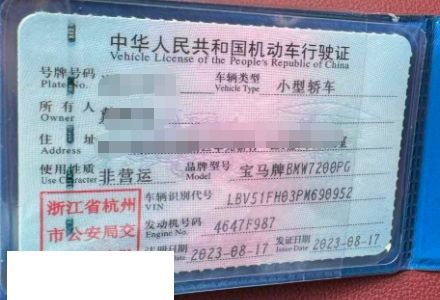 中华人民共和国机动车行驶证
Vehicle License of the People's Republic of China
号牌号码 车辆类型 小型轿车
Plate No. Vehicle Type
所有人
Owner
住 址
Address
使用性质 非营运 品牌型号 宝马牌BMW7200PG
Use Character Model
浙江省杭州 车辆识别代号 LBV51FH03PM690952
VIN
市公安局交 发动机号码 4647F987
Engine No.
注册日期 2023-08-17 发证日期 2023-08-17
Issue Date